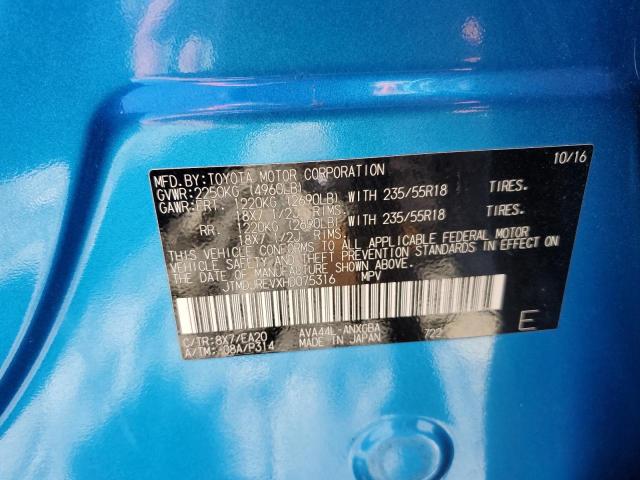 MFD.BY:TOYOTA MOTOR CORPORATION 10/16
GVWR:2250KG (4960LB)
GAWR:FRT. 1220KG (2690LB) WITH 235/55R18 TIRES.
18X7 1/2J RIMS,
RR. 1220KG (2690LB) WITH 235/55R18 TIRES.
18X7 1/2J RIMS,
THIS VEHICLE CONFORMS TO ALL APPLICABLE FEDERAL MOTOR
VEHICLE SAFETY AND THEFT PREVENTION STANDARDS IN EFFECT ON
THE DATE OF MANUFACTURE SHOWN ABOVE.
JTMDJREVXHD075316 MPV
C/TR:8X7/EA20 AVA44L-ANXGBA 722
A/TM: -08A/P314 MADE IN JAPAN E